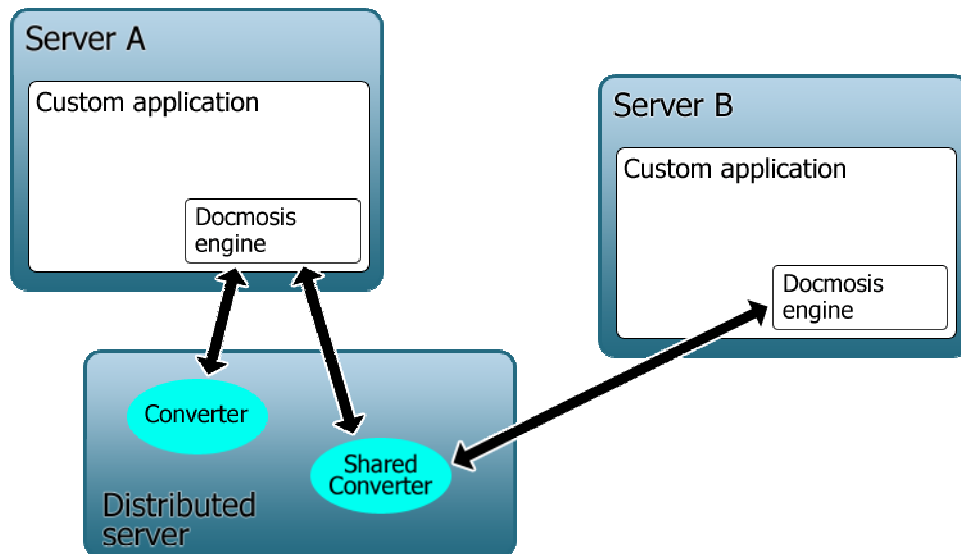 Server A
Custom application
Docmosis
engine
Server B
Custom application
Docmosis
engine
Converter
Shared
Converter
Distributed
server